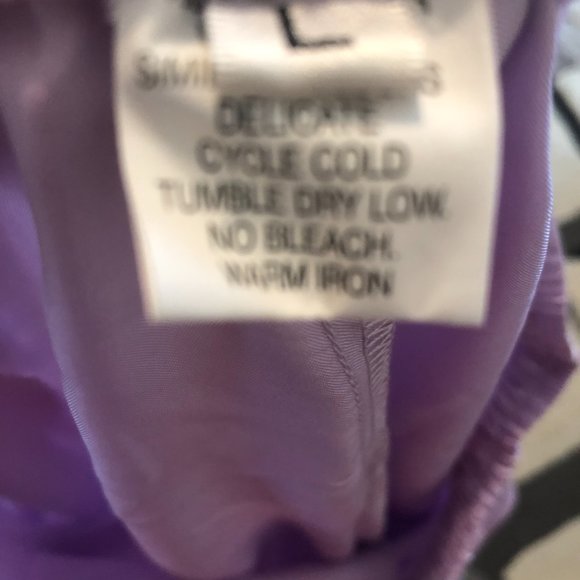 L
DELICATE
CYCLE COLD
TUMBLE DRY LOW.
NO BLEACH.
WARM IRON